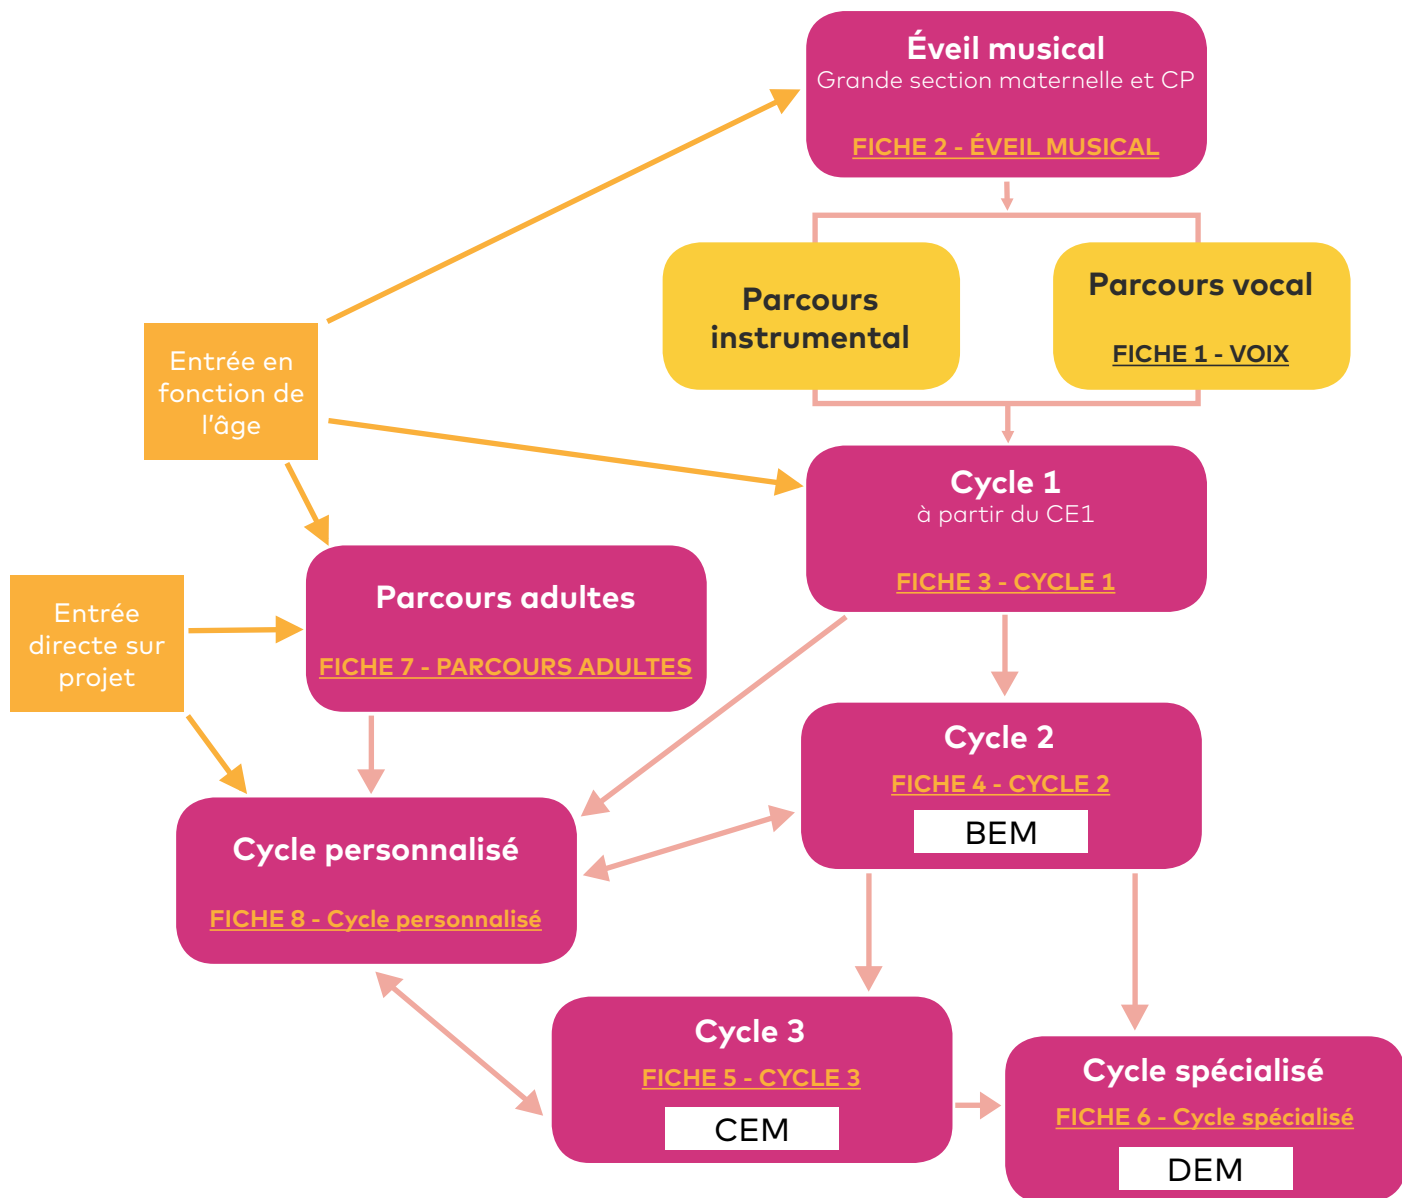 Éveil musical
Grande section maternelle et CP
FICHE 2 - ÉVEIL MUSICAL
Parcours
instrumental
Parcours vocal
FICHE 1 - VOIX
Entrée en
fonction de
l'âge
Cycle 1
à partir du CE1
FICHE 3 - CYCLE 1
Entrée
directe sur
projet
Parcours adultes
FICHE 7 - PARCOURS ADULTES
Cycle 2
FICHE 4 - CYCLE 2
BEM
Cycle personnalisé
FICHE 8 - Cycle personnalisé
Cycle 3
FICHE 5 - CYCLE 3
CEM
Cycle spécialisé
FICHE 6 - Cycle spécialisé
DEM